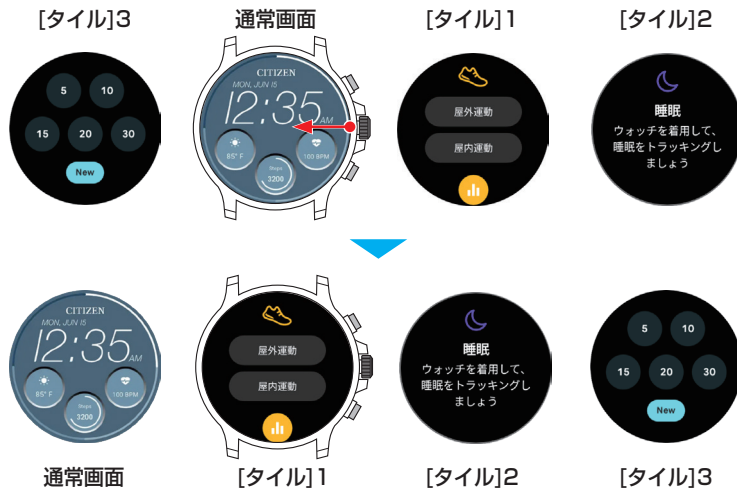 [タイル]3
通常画面
[タイル]1
[タイル]2
5 10
15 20 30
New
CITIZEN
MON, JUN 15
12:35 AM
85° F
100 BPM
Steps
3200
屋外運動
屋内運動
睡眠
ウォッチを着用して、
睡眠をトラッキングし
ましょう
CITIZEN
MON, JUN 15
12:35 AM
85° F
100 BPM
Steps
3200
屋外運動
屋内運動
睡眠
ウォッチを着用して、
睡眠をトラッキングし
ましょう
5 10
15 20 30
New
通常画面
[タイル]1
[タイル]2
[タイル]3